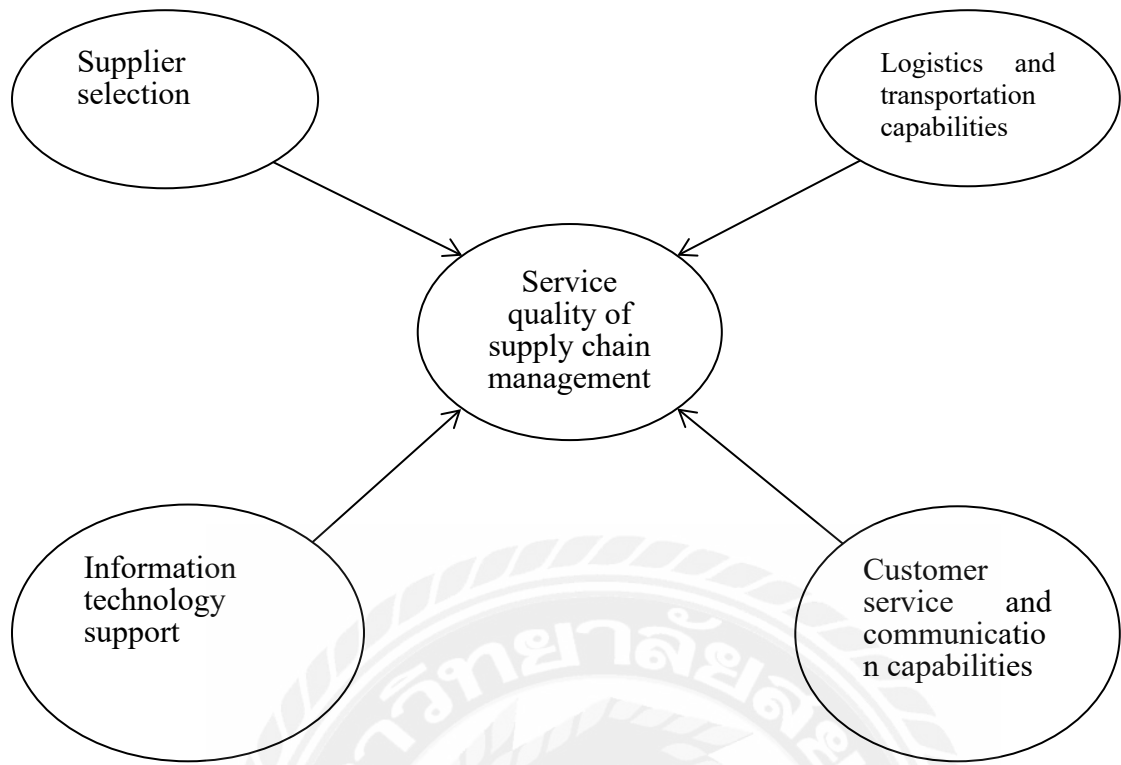 Supplier
selection
Logistics and
transportation
capabilities
Service
quality of
supply chain
management
Information
technology
support
Customer
service and
communicatio
n capabilities